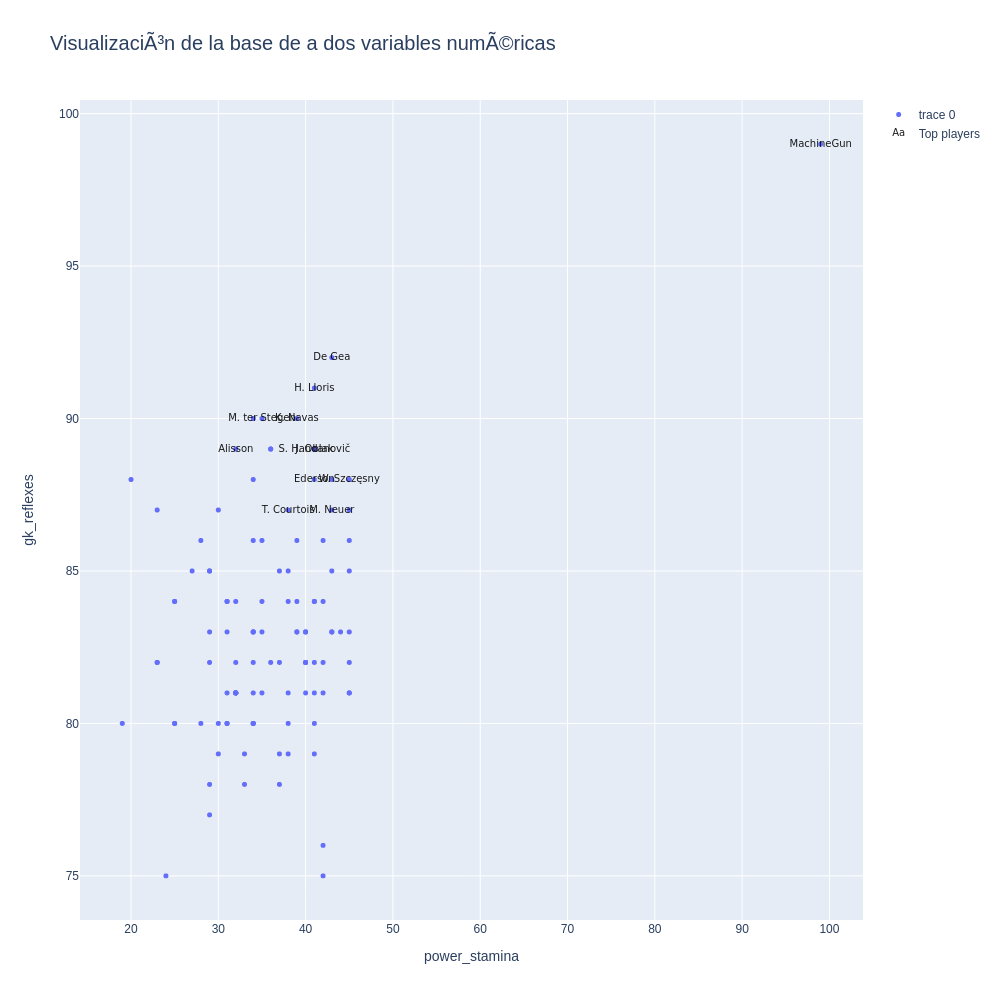 VisualizaciÃ³n de la base de a dos variables numÃ©ricas
trace 0
Aa Top players
100
95
90
85
80
75
gk_reflexes
MachineGun
De Gea
H. Lloris
M. ter Stegen
K. Navas
Alisson
S. Handanovič
J. Oblak
Ederson
W. Szczęsny
T. Courtois
M. Neuer
20 30 40 50 60 70 80 90 100
power_stamina